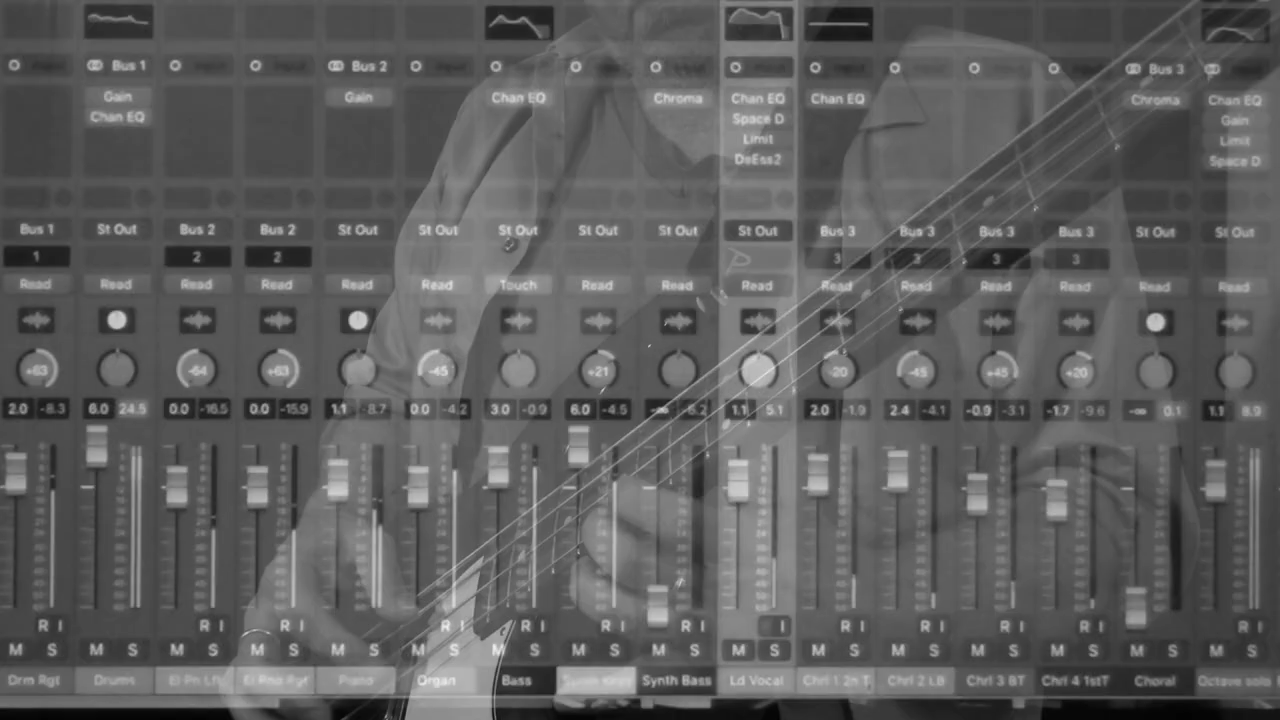 Bus 1 Bus 2 Bus 3
Gain Gain Chan EQ Chroma Chan EQ Chan EQ Chroma Chan EQ
Chan EQ Space D Gain
Limit Limit
DeEss2 Space D
Bus 1 St Out Bus 2 Bus 2 St Out St Out St Out St Out St Out St Out Bus 3 Bus 3 Bus 3 Bus 3 St Out St Out
1 2 2 3 3 3 3
Read Read Read Read Read Read Touch Read Read Read Read Read Read Read Read Read
+63 -64 +63 -45 +21 -20 -45 +45 +20
2.0 -8.3 6.0 24.5 0.0 -16.5 0.0 -15.9 1.1 -8.7 0.0 -4.2 3.0 -0.9 6.0 -4.5 -∞ -6.2 1.1 5.1 2.0 -1.9 2.4 -4.1 -0.9 -3.1 -1.7 -9.6 -∞ 0.1 1.1 8.9
R I R I R I R I R I R I R I I R I R I R I R I R I
M S M S M S M S M S M S M S M S M S M S M S M S M S M S M S M S
Drm Rgt Drums El Pn Lft El Pno Rgt Piano Organ Bass Synth Bass Ld Vocal Chrl 1 2n T Chrl 2 LB Chrl 3 BT Chrl 4 1stT Choral Octave solo